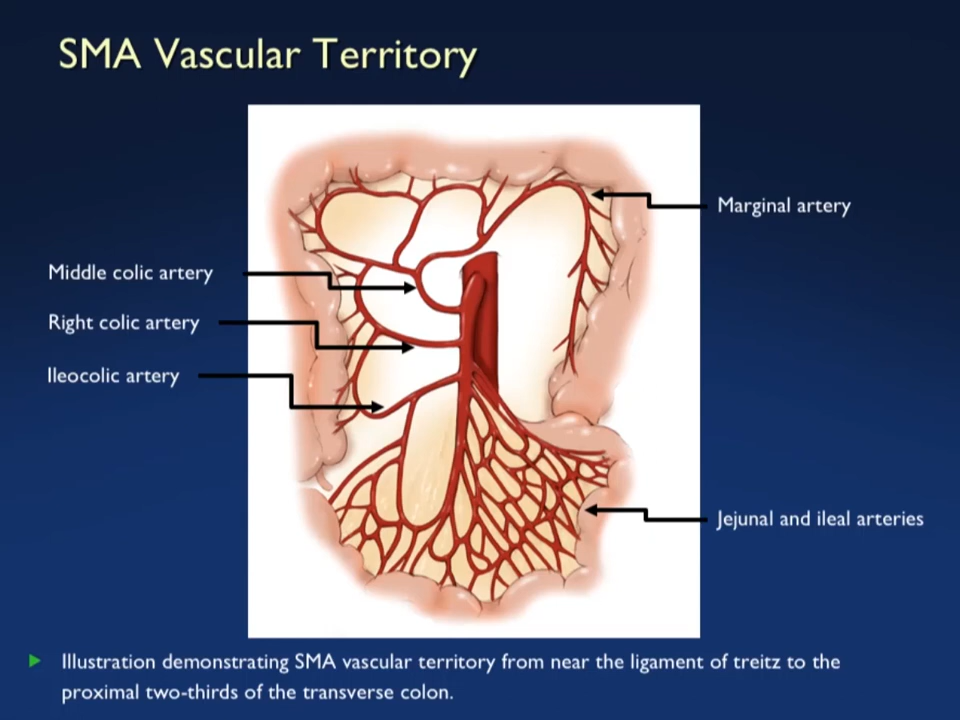 SMA Vascular Territory
Marginal artery
Middle colic artery
Right colic artery
Ileocolic artery
Jejunal and ileal arteries
Illustration demonstrating SMA vascular territory from near the ligament of treitz to the
proximal two-thirds of the transverse colon.